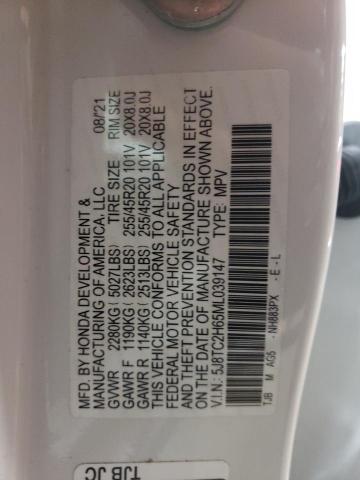 MFD. BY HONDA DEVELOPMENT &
MANUFACTURING OF AMERICA, LLC 08/21
GVWR 2280KG ( 5027LBS) TIRE SIZE RIM SIZE
GAWR F 1190KG ( 2623LBS) 255/45R20 101V 20X8.0J
GAWR R 1140KG ( 2513LBS) 255/45R20 101V 20X8.0J
THIS VEHICLE CONFORMS TO ALL APPLICABLE
FEDERAL MOTOR VEHICLE SAFETY
AND THEFT PREVENTION STANDARDS IN EFFECT
ON THE DATE OF MANUFACTURE SHOWN ABOVE.
V.I.N.: 5J8TC2H65ML039147 TYPE: MPV
TJB M AG5 - NH883PX - E - L
TJB JC